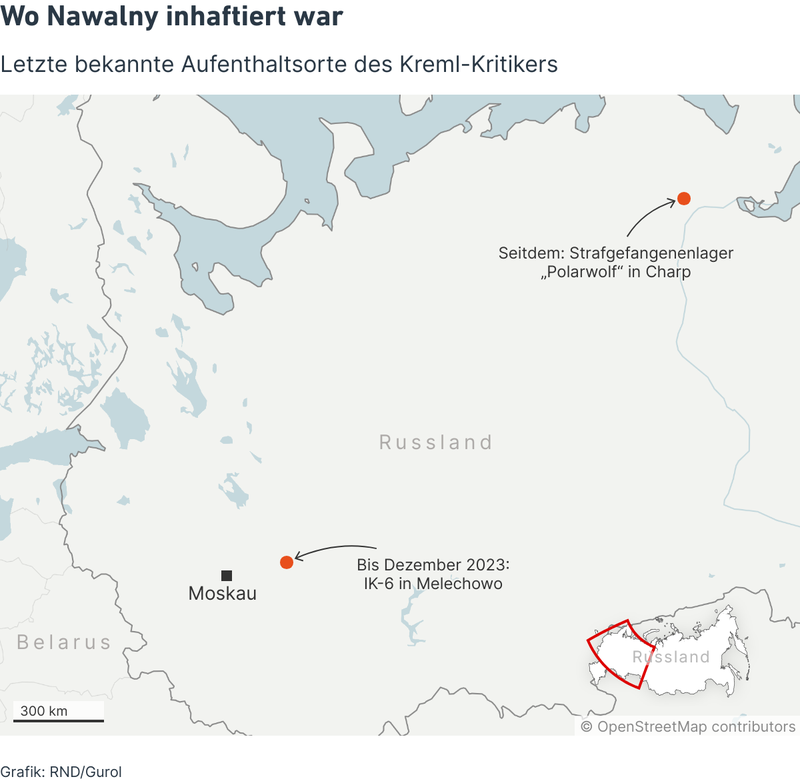 Wo Nawalny inhaftiert war
Letzte bekannte Aufenthaltsorte des Kreml-Kritikers
Seitdem: Strafgefangenenlager
„Polarwolf“ in Charp
Russland
Bis Dezember 2023:
IK-6 in Melechowo
Moskau
Belarus
Russland
300 km
© OpenStreetMap contributors
Grafik: RND/Gurol